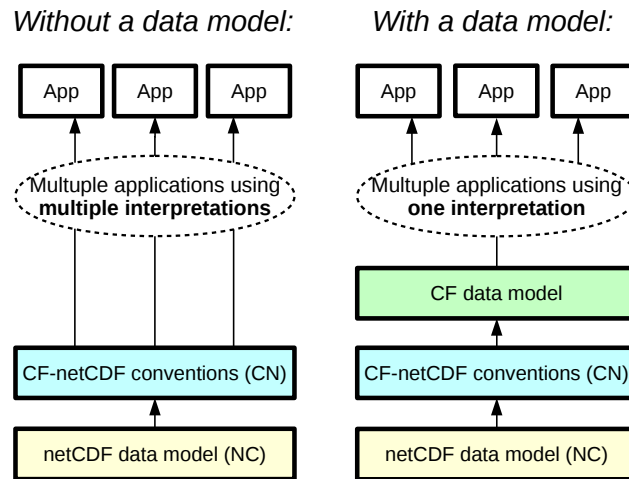 Without a data model:
App
App
App
Multuple applications using
multiple interpretations
CF-netCDF conventions (CN)
netCDF data model (NC)
With a data model:
App
App
App
Multuple applications using
one interpretation
CF data model
CF-netCDF conventions (CN)
netCDF data model (NC)